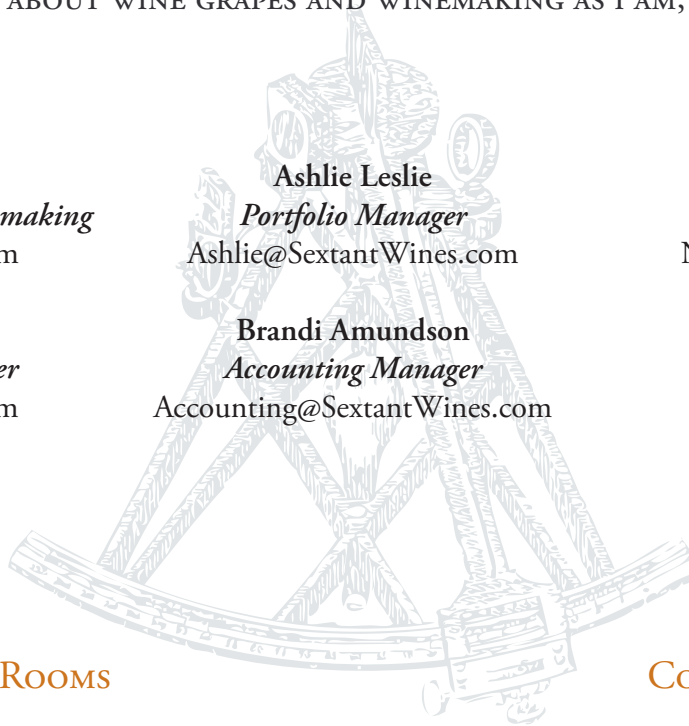 ABOUT WINE GRAPES AND WINEMAKING AS I AM,
Ashlie Leslie
making Portfolio Manager
m Ashlie@SextantWines.com N
Brandi Amundson
er Accounting Manager
m Accounting@SextantWines.com
ROOMS CO